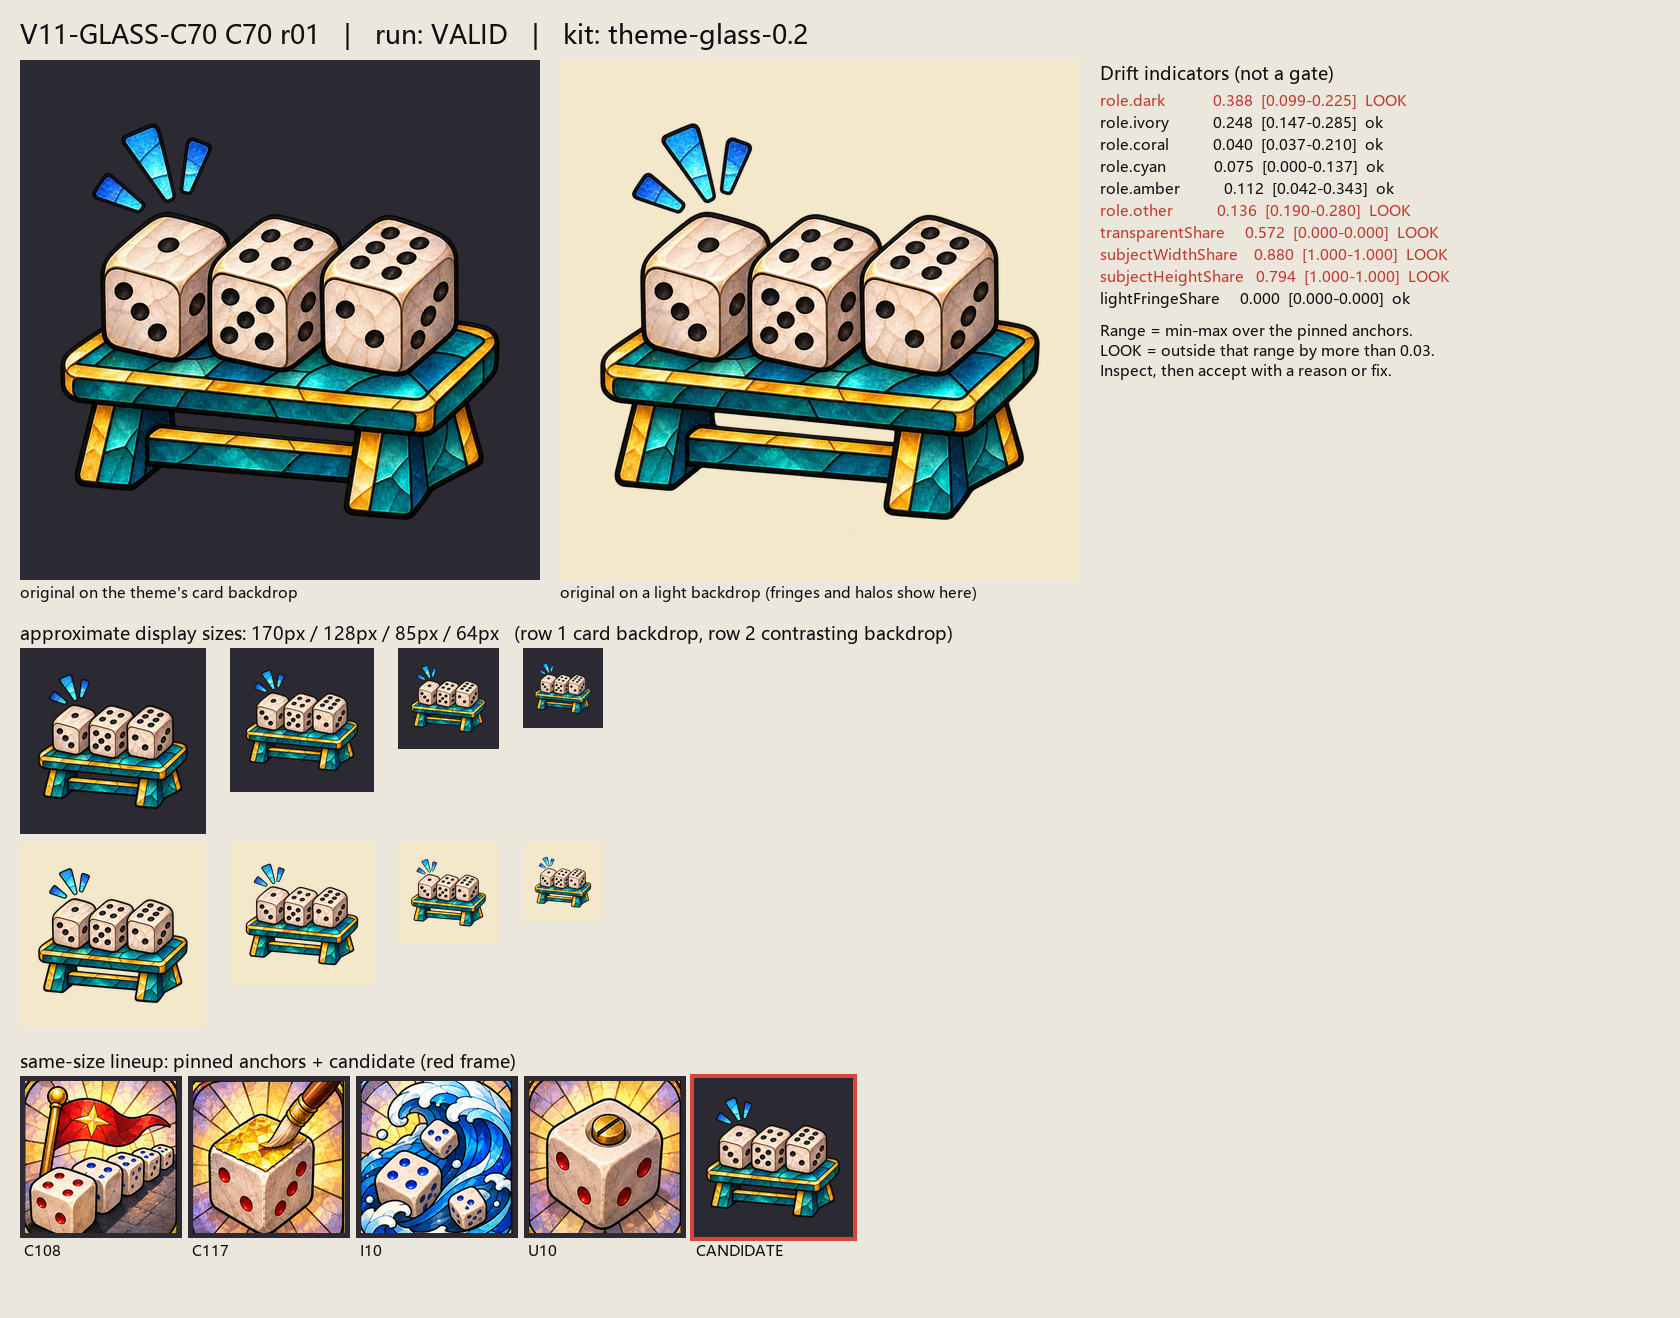 V11-GLASS-C70 C70 r01 | run: VALID | kit: theme-glass-0.2
Drift indicators (not a gate)
role.dark 0.388 [0.099-0.225] LOOK
role.ivory 0.248 [0.147-0.285] ok
role.coral 0.040 [0.037-0.210] ok
role.cyan 0.075 [0.000-0.137] ok
role.amber 0.112 [0.042-0.343] ok
role.other 0.136 [0.190-0.280] LOOK
transparentShare 0.572 [0.000-0.000] LOOK
subjectWidthShare 0.880 [1.000-1.000] LOOK
subjectHeightShare 0.794 [1.000-1.000] LOOK
lightFringeShare 0.000 [0.000-0.000] ok
Range = min-max over the pinned anchors.
LOOK = outside that range by more than 0.03.
Inspect, then accept with a reason or fix.
original on the theme's card backdrop
original on a light backdrop (fringes and halos show here)
approximate display sizes: 170px / 128px / 85px / 64px (row 1 card backdrop, row 2 contrasting backdrop)
same-size lineup: pinned anchors + candidate (red frame)
C108
C117
I10
U10
CANDIDATE